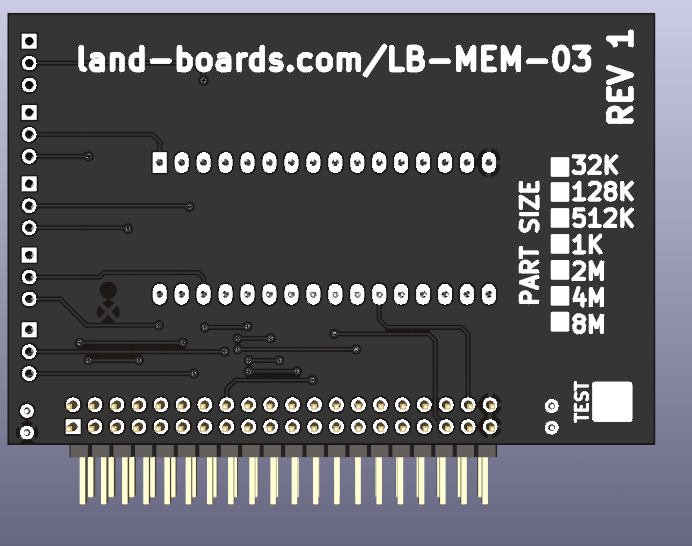 land-boards.com/LB-MEM-03
REV 1
PART SIZE
32K
128K
512K
1K
2M
4M
8M
TEST